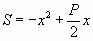 S = −x² + P/2 x